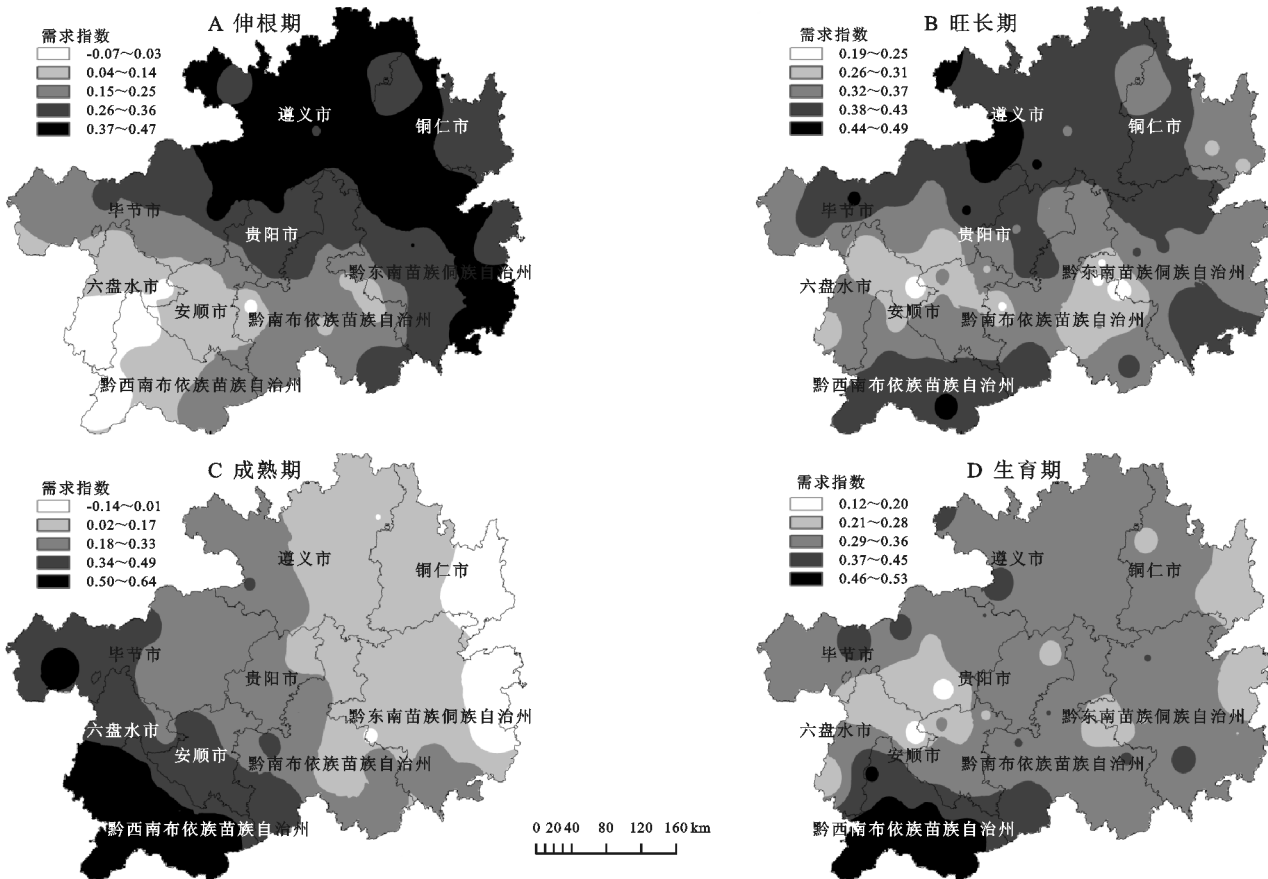 A 伸根期
需求指数
-0.07～0.03
0.04～0.14
0.15～0.25
0.26～0.36
0.37～0.47
遵义市
铜仁市
毕节市
贵阳市
黔东南苗族侗族自治州
六盘水市
安顺市
黔南布依族苗族自治州
黔西南布依族苗族自治州
B 旺长期
需求指数
0.19～0.25
0.26～0.31
0.32～0.37
0.38～0.43
0.44～0.49
遵义市
铜仁市
毕节市
贵阳市
黔东南苗族侗族自治州
六盘水市
安顺市
黔南布依族苗族自治州
黔西南布依族苗族自治州
C 成熟期
需求指数
-0.14～0.01
0.02～0.17
0.18～0.33
0.34～0.49
0.50～0.64
遵义市
铜仁市
毕节市
贵阳市
黔东南苗族侗族自治州
六盘水市
安顺市
黔南布依族苗族自治州
黔西南布依族苗族自治州
D 生育期
需求指数
0.12～0.20
0.21～0.28
0.29～0.36
0.37～0.45
0.46～0.53
遵义市
铜仁市
毕节市
贵阳市
黔东南苗族侗族自治州
六盘水市
安顺市
黔南布依族苗族自治州
黔西南布依族苗族自治州
0 20 40 80 120 160 km